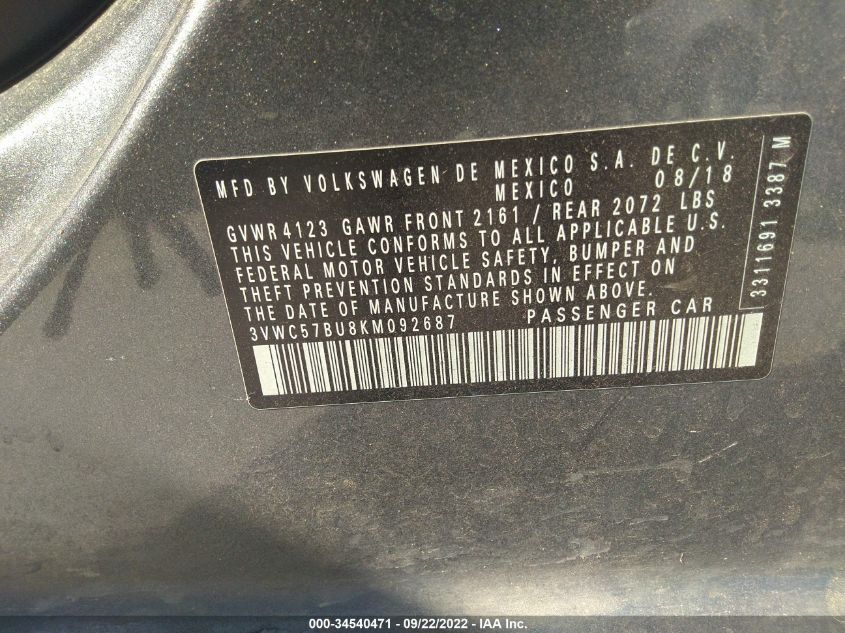 MFD BY VOLKSWAGEN DE MEXICO S.A. DE C.V.
MEXICO 08/18
GVWR 4123 GAWR FRONT 2161 / REAR 2072 LBS
THIS VEHICLE CONFORMS TO ALL APPLICABLE U.S.
FEDERAL MOTOR VEHICLE SAFETY, BUMPER AND
THEFT PREVENTION STANDARDS IN EFFECT ON
THE DATE OF MANUFACTURE SHOWN ABOVE.
3VWC57BU8KM092687 PASSENGER CAR
3311691 3387 M
000-34540471 - 09/22/2022 - IAA Inc.